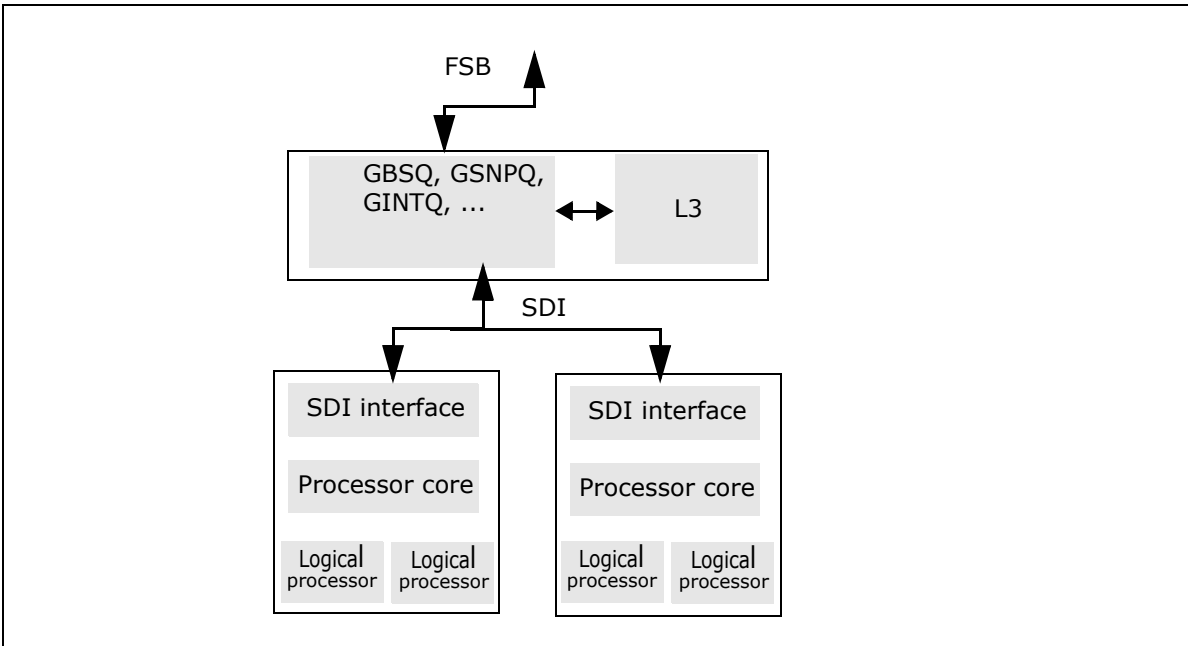 FSB
GBSQ, GSNPQ,
GINTQ, ...
L3
SDI
SDI interface
Processor core
Logical
processor
Logical
processor
SDI interface
Processor core
Logical
processor
Logical
processor